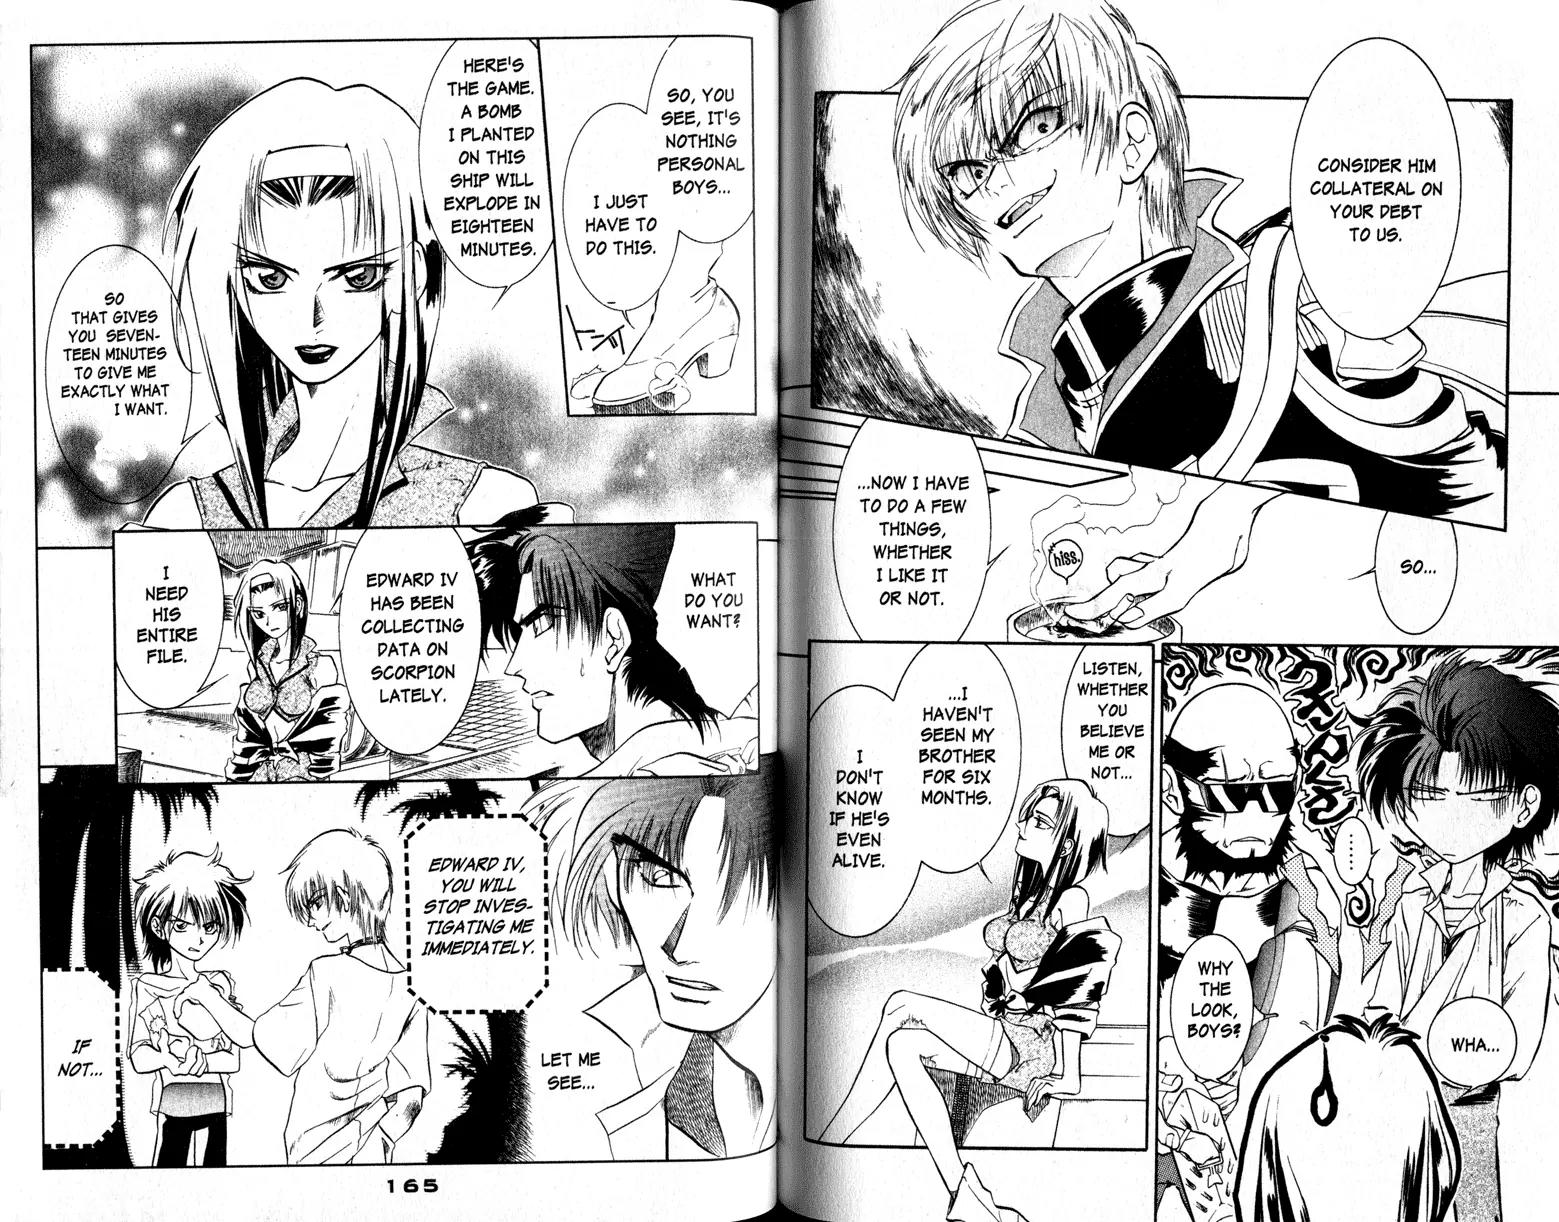 CONSIDER HIM
COLLATERAL ON
YOUR DEBT
TO US.
SO...
hiss.
...NOW I HAVE
TO DO A FEW
THINGS,
WHETHER
I LIKE IT
OR NOT.
WHA...
......
WHY
THE
LOOK,
BOYS?
LISTEN,
WHETHER
YOU
BELIEVE
ME OR
NOT...
...I
HAVEN'T
SEEN MY
BROTHER
FOR SIX
MONTHS.
I
DON'T
KNOW
IF HE'S
EVEN
ALIVE.
SO, YOU
SEE, IT'S
NOTHING
PERSONAL
BOYS...
I JUST
HAVE TO
DO THIS.
HERE'S
THE GAME.
A BOMB
I PLANTED
ON THIS
SHIP WILL
EXPLODE IN
EIGHTEEN
MINUTES.
SO
THAT GIVES
YOU SEVEN-
TEEN MINUTES
TO GIVE ME
EXACTLY WHAT
I WANT.
WHAT
DO YOU
WANT?
EDWARD IV
HAS BEEN
COLLECTING
DATA ON
SCORPION
LATELY.
I
NEED
HIS
ENTIRE
FILE.
LET ME
SEE...
EDWARD IV,
YOU WILL
STOP INVES-
TIGATING ME
IMMEDIATELY.
IF
NOT...
165